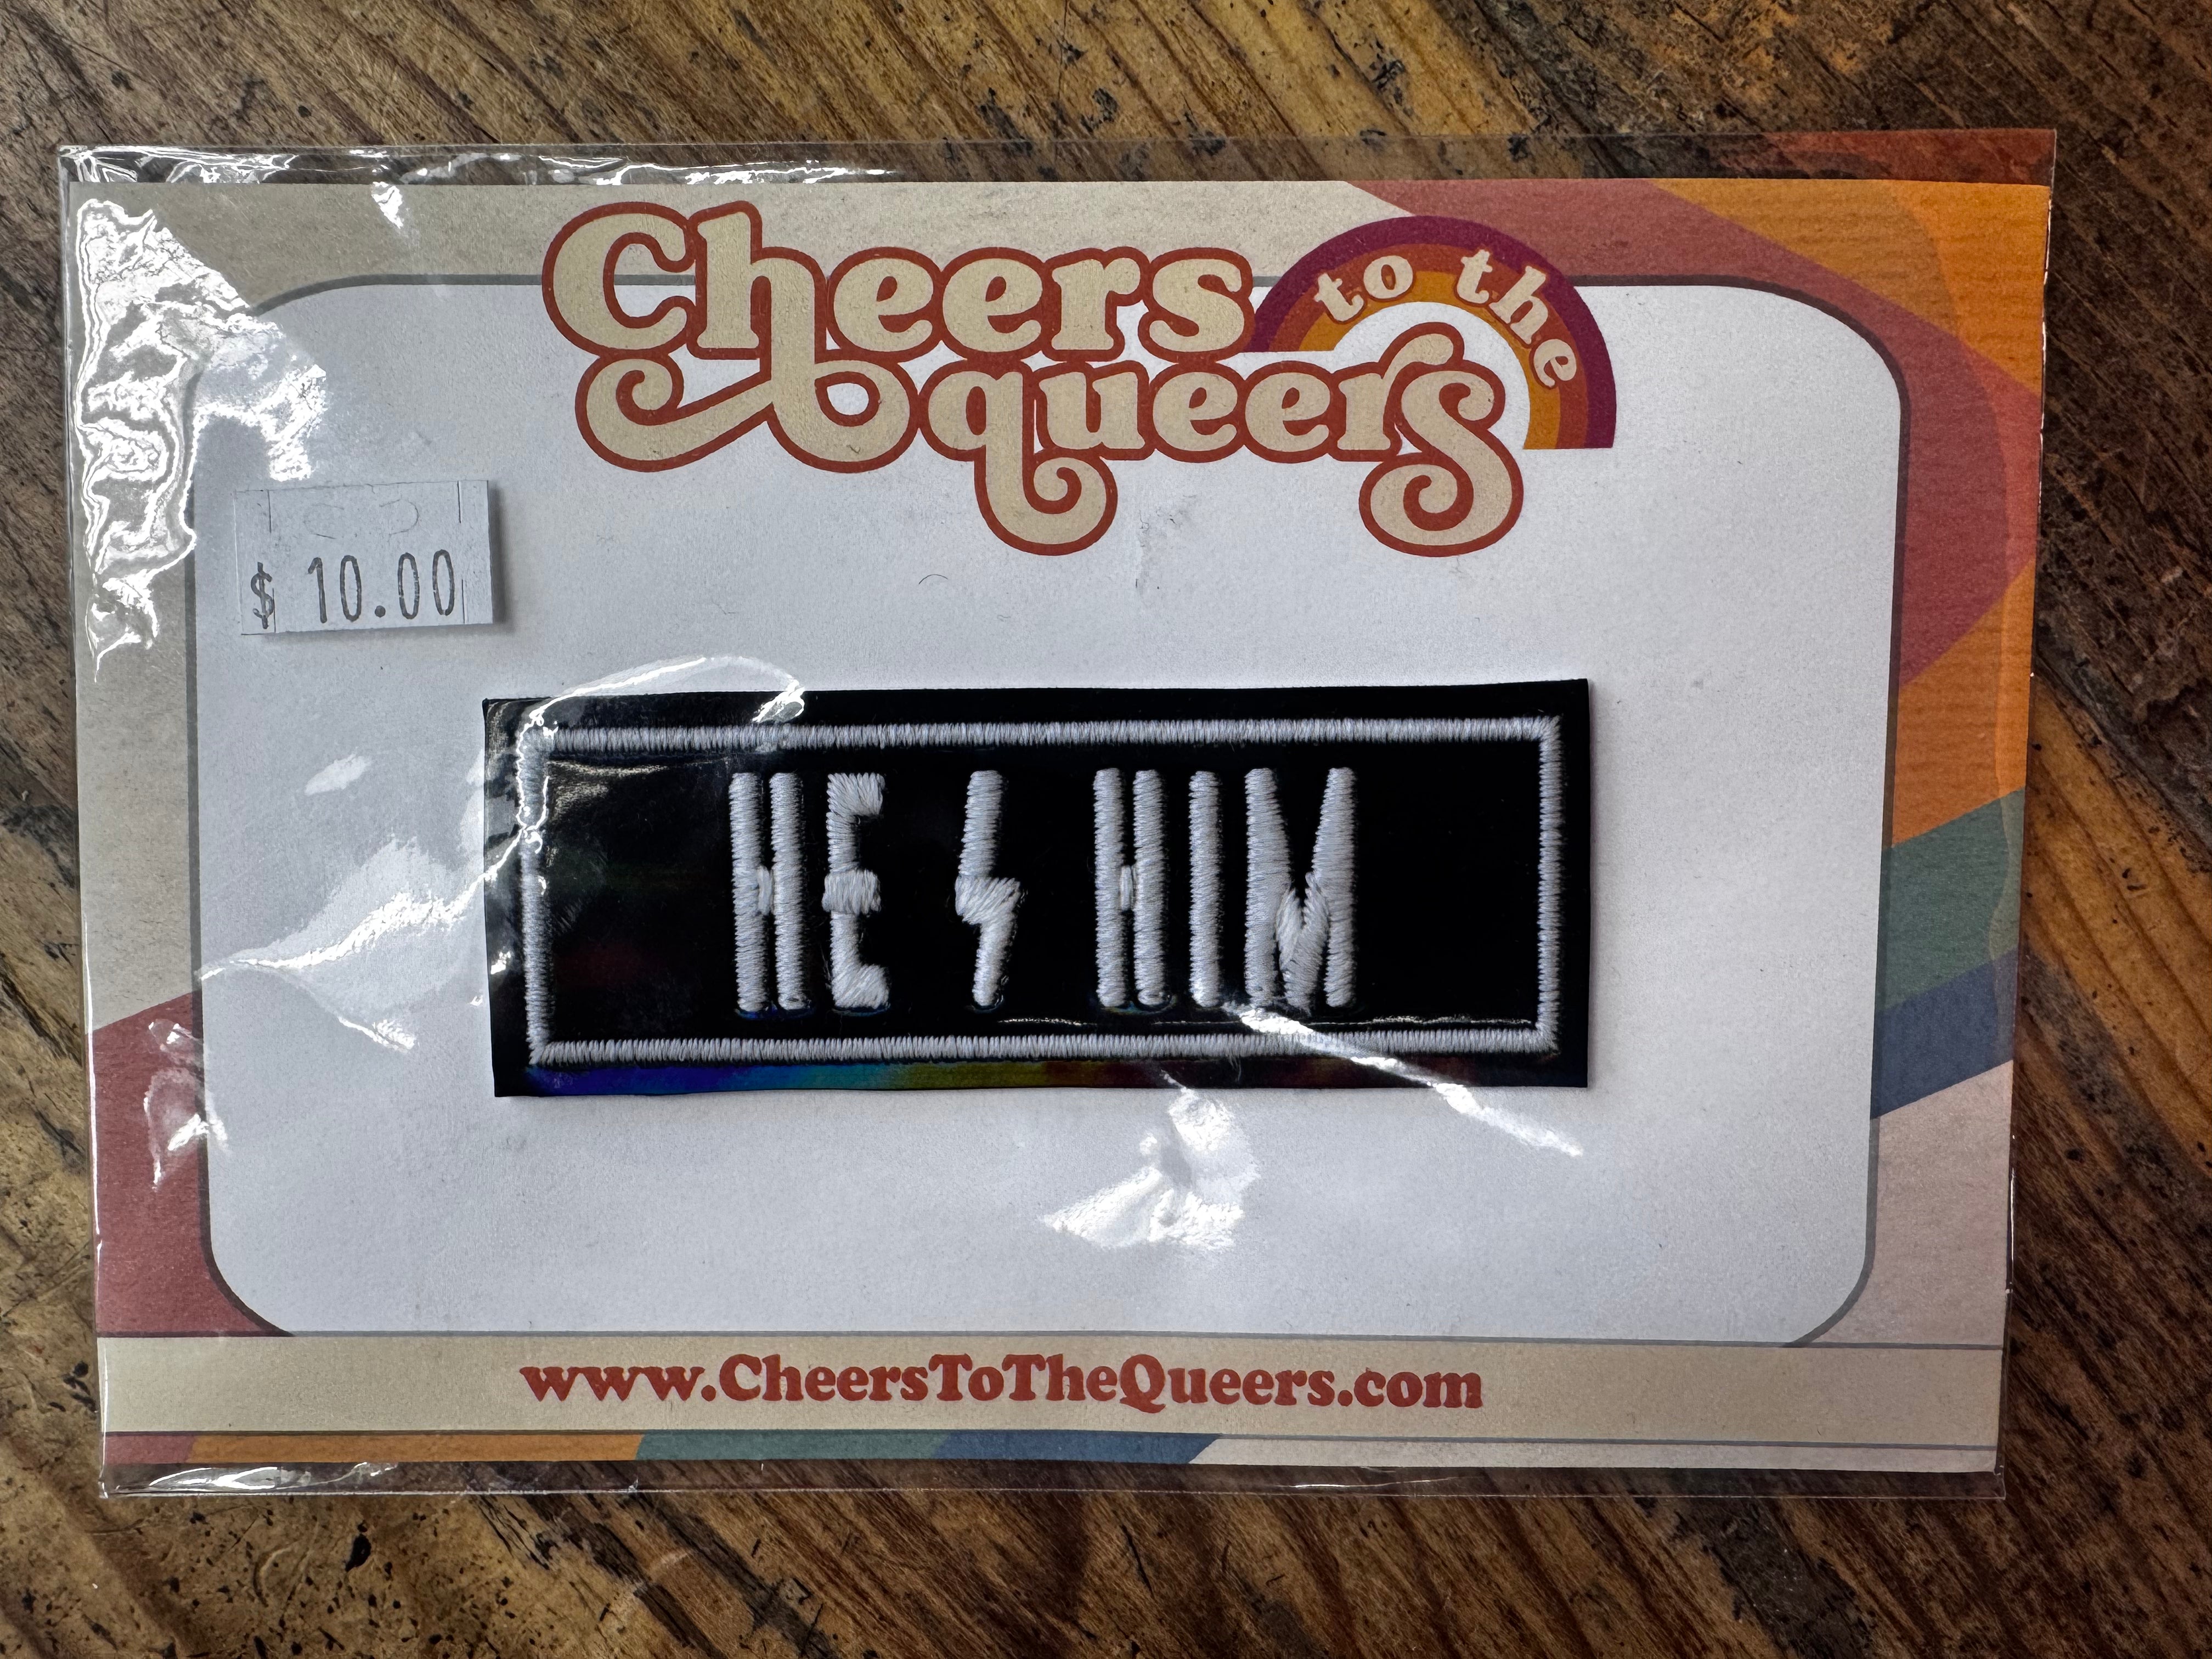 Cheers to the
queers
$ 10.00
HE HIM
www.CheersToTheQueers.com